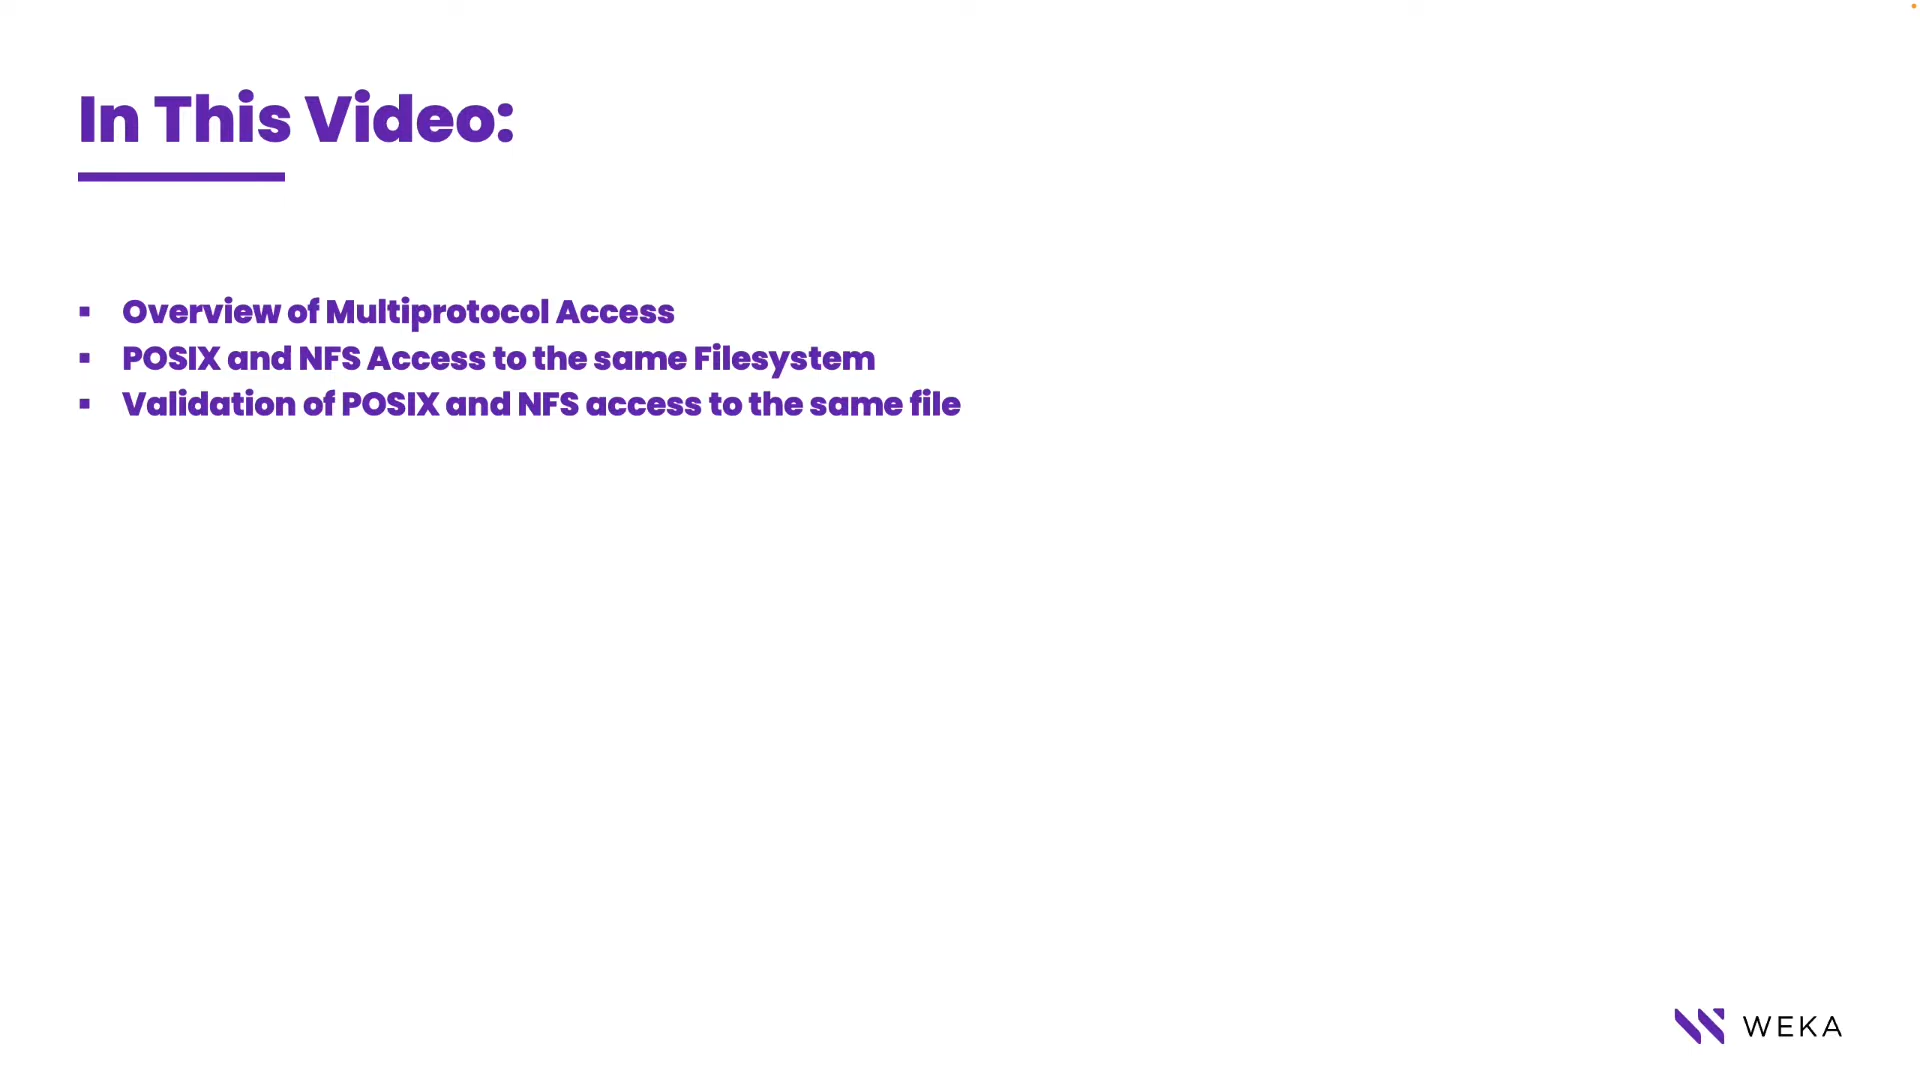 In This Video:
▪ Overview of Multiprotocol Access
▪ POSIX and NFS Access to the same Filesystem
▪ Validation of POSIX and NFS access to the same file
WEKA